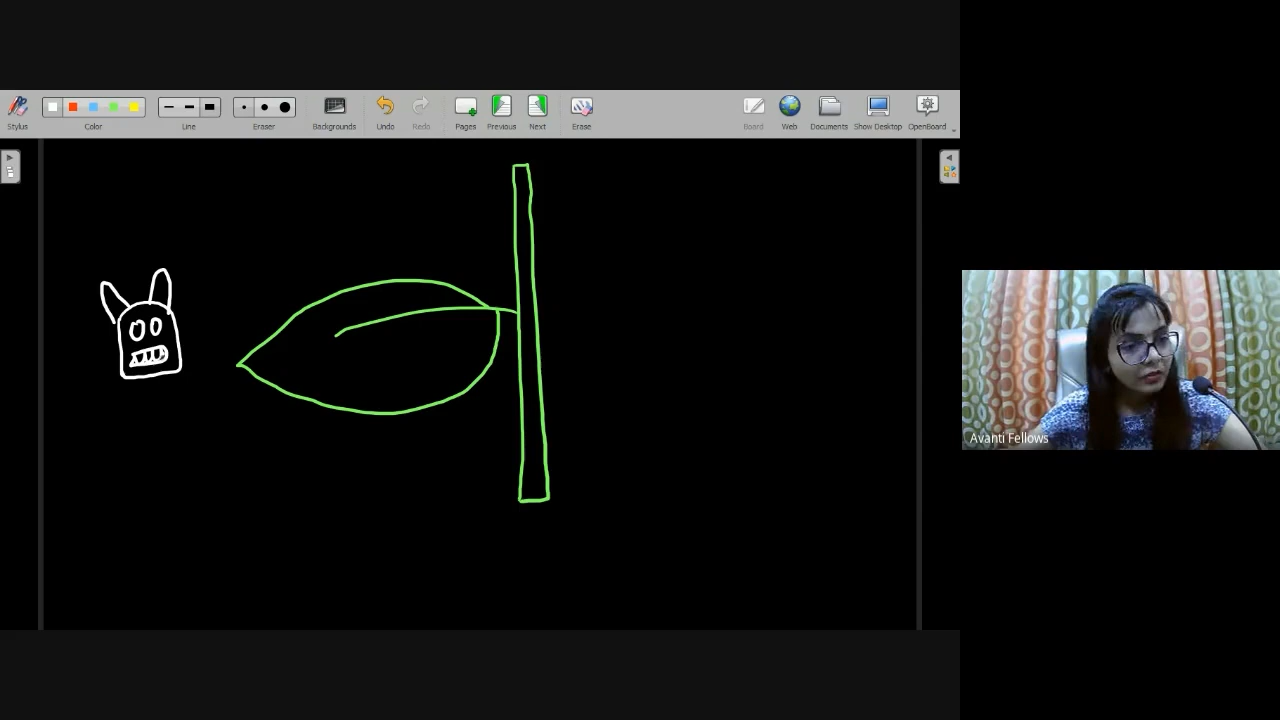 Stylus
Color
Line
Eraser
Backgrounds
Undo
Redo
Pages
Previous
Next
Erase
Board
Web
Documents
Show Desktop
OpenBoard
Avanti Fellows